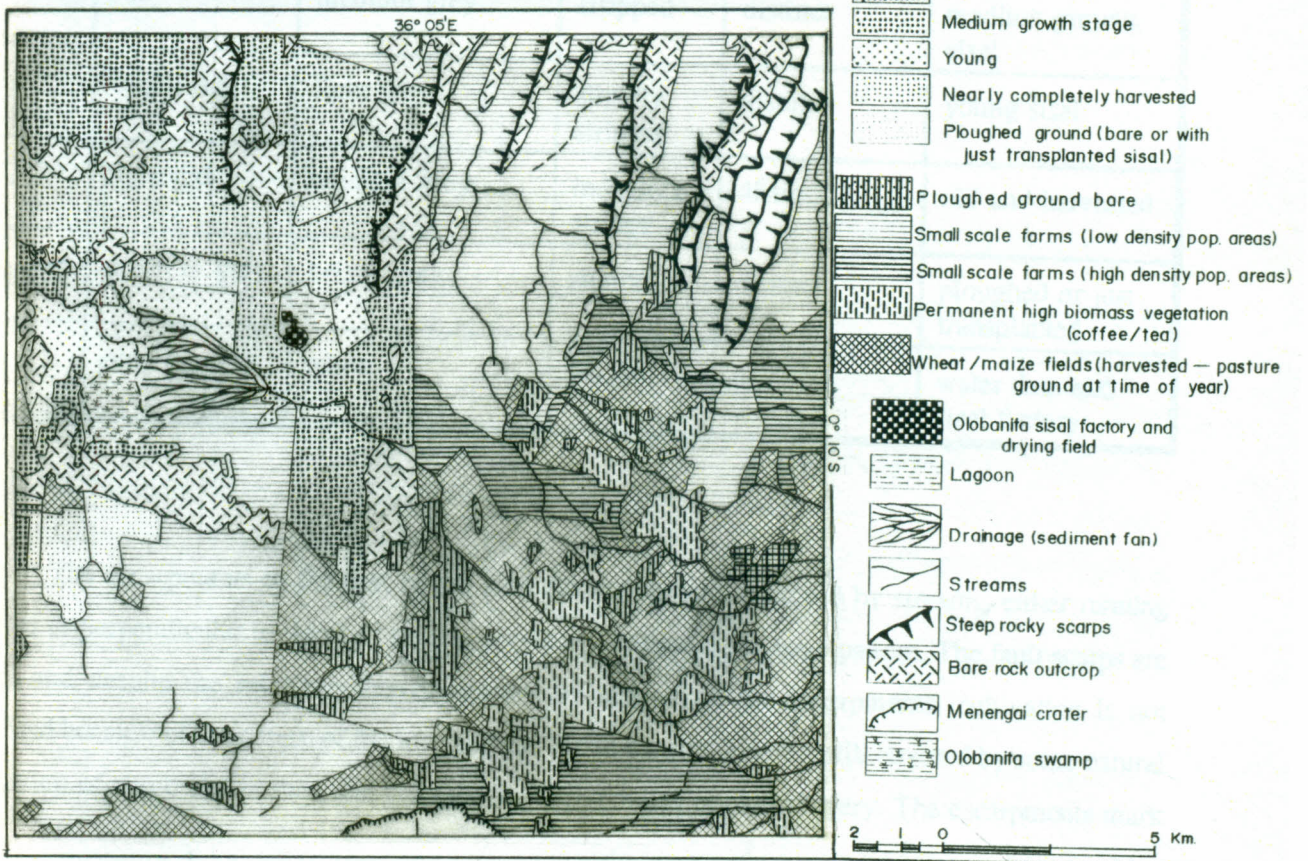 36° 05'E
0° 10'S
Medium growth stage
Young
Nearly completely harvested
Ploughed ground (bare or with
just transplanted sisal)
Ploughed ground bare
Small scale farms (low density pop. areas)
Small scale farms (high density pop. areas)
Permanent high biomass vegetation
(coffee/tea)
Wheat/maize fields (harvested — pasture
ground at time of year)
Olobanita sisal factory and
drying field
Lagoon
Drainage (sediment fan)
Streams
Steep rocky scarps
Bare rock outcrop
Menengai crater
Olobanita swamp
2 1 0 5 Km.